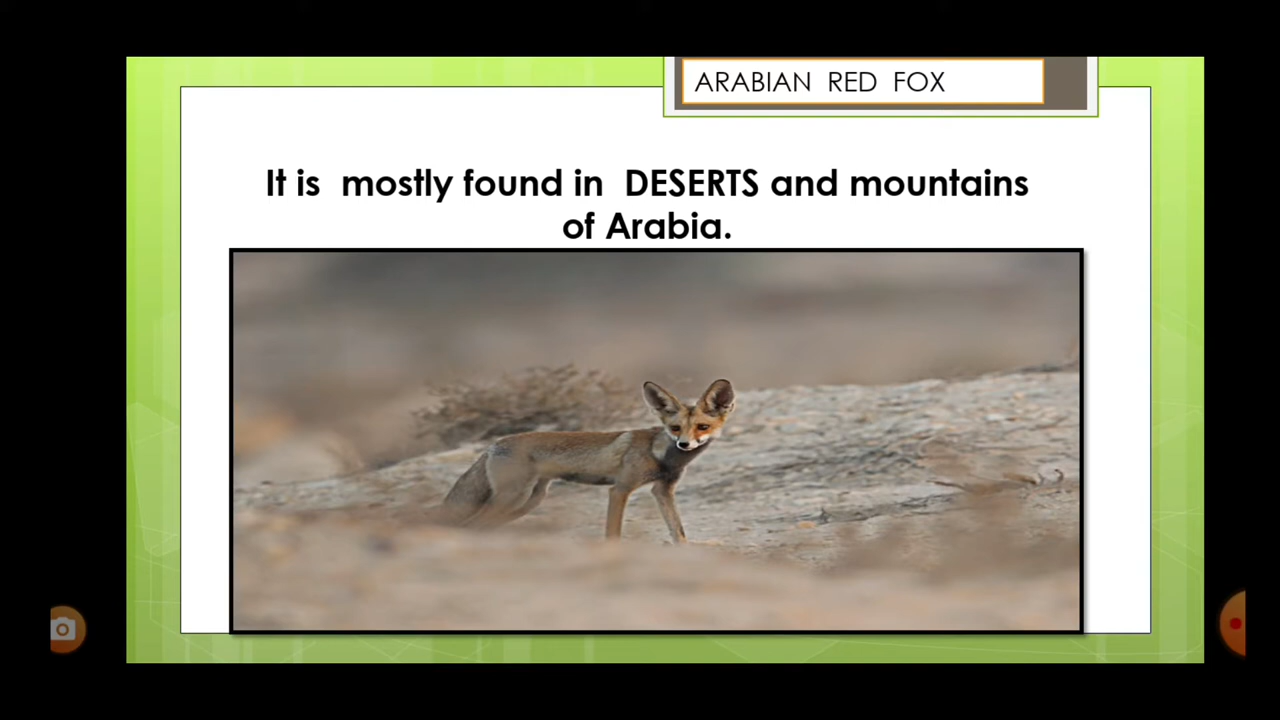 ARABIAN RED FOX
It is mostly found in DESERTS and mountains
of Arabia.